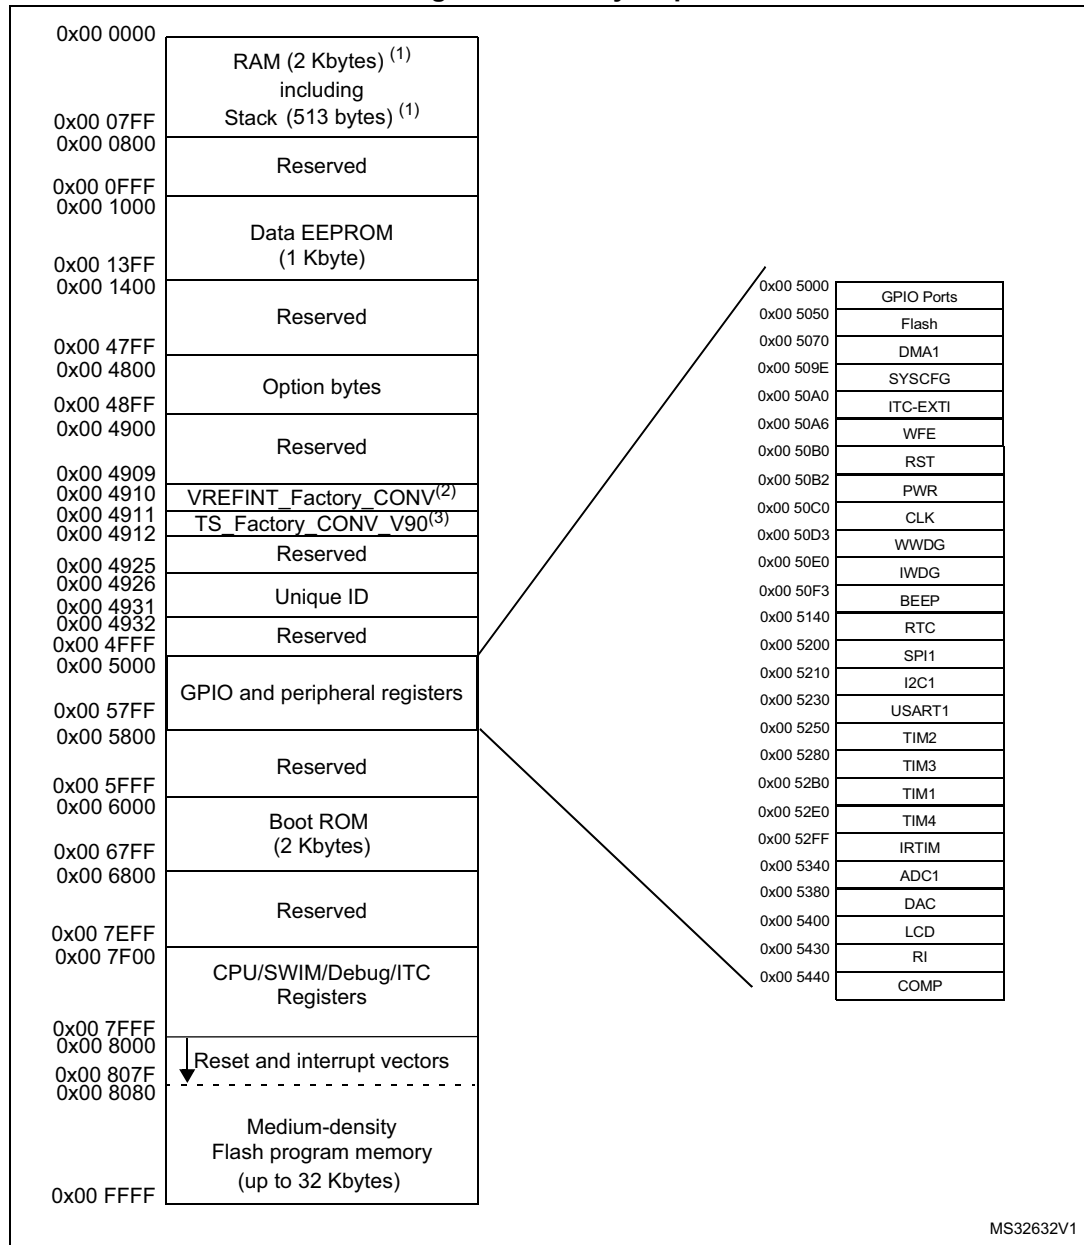 0x00 0000
RAM (2 Kbytes) (1)
including
Stack (513 bytes) (1)
0x00 07FF
0x00 0800
Reserved
0x00 0FFF
0x00 1000
Data EEPROM
(1 Kbyte)
0x00 13FF
0x00 1400
Reserved
0x00 47FF
0x00 4800
Option bytes
0x00 48FF
0x00 4900
Reserved
0x00 4909
0x00 4910
VREFINT_Factory_CONV(2)
0x00 4911
TS_Factory_CONV_V90(3)
0x00 4912
Reserved
0x00 4925
0x00 4926
Unique ID
0x00 4931
0x00 4932
Reserved
0x00 4FFF
0x00 5000
GPIO and peripheral registers
0x00 57FF
0x00 5800
Reserved
0x00 5FFF
0x00 6000
Boot ROM
(2 Kbytes)
0x00 67FF
0x00 6800
Reserved
0x00 7EFF
0x00 7F00
CPU/SWIM/Debug/ITC
Registers
0x00 7FFF
0x00 8000
Reset and interrupt vectors
0x00 807F
0x00 8080
Medium-density
Flash program memory
(up to 32 Kbytes)
0x00 FFFF
0x00 5000
GPIO Ports
0x00 5050
Flash
0x00 5070
DMA1
0x00 509E
SYSCFG
0x00 50A0
ITC-EXTI
0x00 50A6
WFE
0x00 50B0
RST
0x00 50B2
PWR
0x00 50C0
CLK
0x00 50D3
WWDG
0x00 50E0
IWDG
0x00 50F3
BEEP
0x00 5140
RTC
0x00 5200
SPI1
0x00 5210
I2C1
0x00 5230
USART1
0x00 5250
TIM2
0x00 5280
TIM3
0x00 52B0
TIM1
0x00 52E0
TIM4
0x00 52FF
IRTIM
0x00 5340
ADC1
0x00 5380
DAC
0x00 5400
LCD
0x00 5430
RI
0x00 5440
COMP
MS32632V1